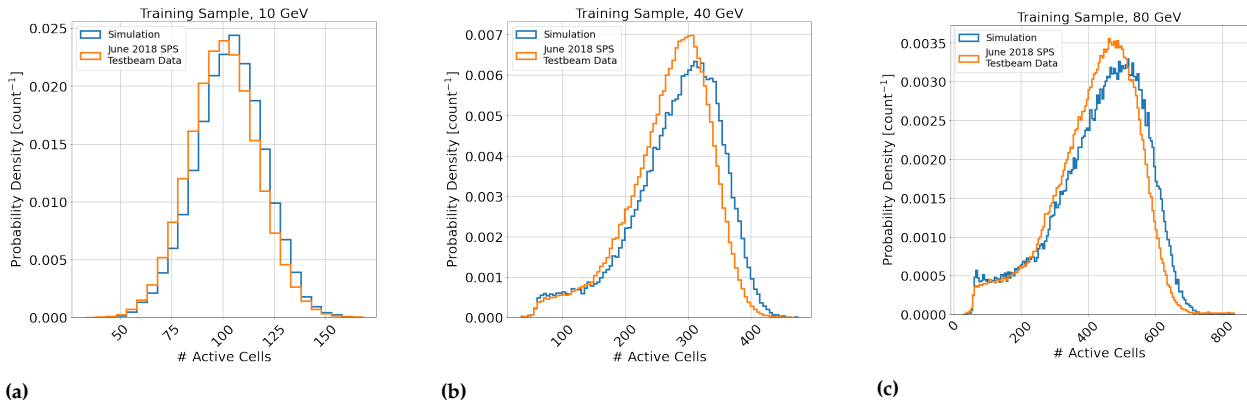 Training Sample, 10 GeV
Simulation
June 2018 SPS
Testbeam Data
Probability Density [count⁻¹]
0.025
0.020
0.015
0.010
0.005
0.000
50
75
100
125
150
# Active Cells
(a)
Training Sample, 40 GeV
Simulation
June 2018 SPS
Testbeam Data
Probability Density [count⁻¹]
0.007
0.006
0.005
0.004
0.003
0.002
0.001
0.000
100
200
300
400
# Active Cells
(b)
Training Sample, 80 GeV
Simulation
June 2018 SPS
Testbeam Data
Probability Density [count⁻¹]
0.0035
0.0030
0.0025
0.0020
0.0015
0.0010
0.0005
0.0000
0
200
400
600
800
# Active Cells
(c)